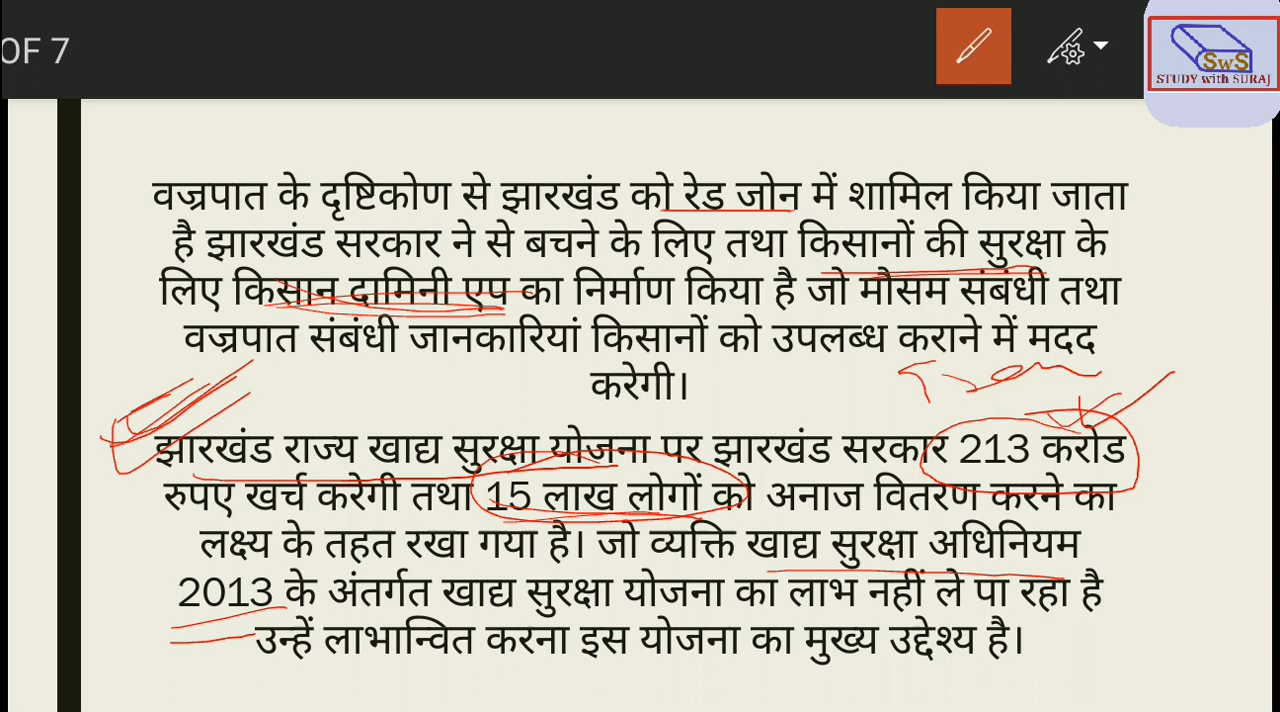 OF 7
SwS
STUDY with SURAJ
वज्रपात के दृष्टिकोण से झारखंड को रेड जोन में शामिल किया जाता
है झारखंड सरकार ने से बचने के लिए तथा किसानों की सुरक्षा के
लिए किसान दामिनी एप का निर्माण किया है जो मौसम संबंधी तथा
वज्रपात संबंधी जानकारियां किसानों को उपलब्ध कराने में मदद
करेगी।
झारखंड राज्य खाद्य सुरक्षा योजना पर झारखंड सरकार 213 करोड
रुपए खर्च करेगी तथा 15 लाख लोगों को अनाज वितरण करने का
लक्ष्य के तहत रखा गया है। जो व्यक्ति खाद्य सुरक्षा अधिनियम
2013 के अंतर्गत खाद्य सुरक्षा योजना का लाभ नहीं ले पा रहा है
उन्हें लाभान्वित करना इस योजना का मुख्य उद्देश्य है।